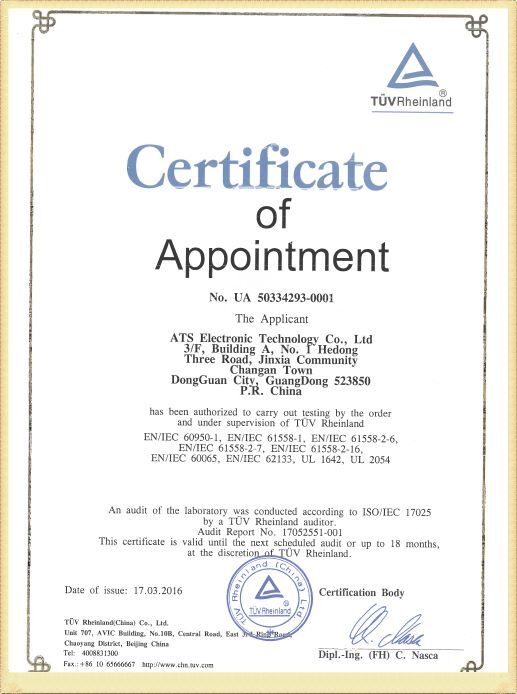 TÜVRheinland®
Certificate
of
Appointment
No. UA 50334293-0001
The Applicant
ATS Electronic Technology Co., Ltd
3/F, Building A, No. 1 Hedong
Three Road, Jinxia Community
Changan Town
DongGuan City, GuangDong 523850
P.R. China
has been authorized to carry out testing by the order
and under supervision of TÜV Rheinland
EN/IEC 60950-1, EN/IEC 61558-1, EN/IEC 61558-2-6,
EN/IEC 61558-2-7, EN/IEC 61558-2-16,
EN/IEC 60065, EN/IEC 62133, UL 1642, UL 2054
An audit of the laboratory was conducted according to ISO/IEC 17025
by a TÜV Rheinland auditor.
Audit Report No. 17052551-001
This certificate is valid until the next scheduled audit or up to 18 months,
at the discretion of TÜV Rheinland.
Date of issue: 17.03.2016
TÜV Rheinland (China) Ltd.
TÜVRheinland
Certification Body
TÜV Rheinland(China) Co., Ltd.
Unit 707, AVIC Building, No.10B, Central Road, East 3rd Ring Road,
Chaoyang District, Beijing China
Tel: 4008831300
Fax.:+86 10 65666667 http://www.chn.tuv.com
Dipl.-Ing. (FH) C. Nasca